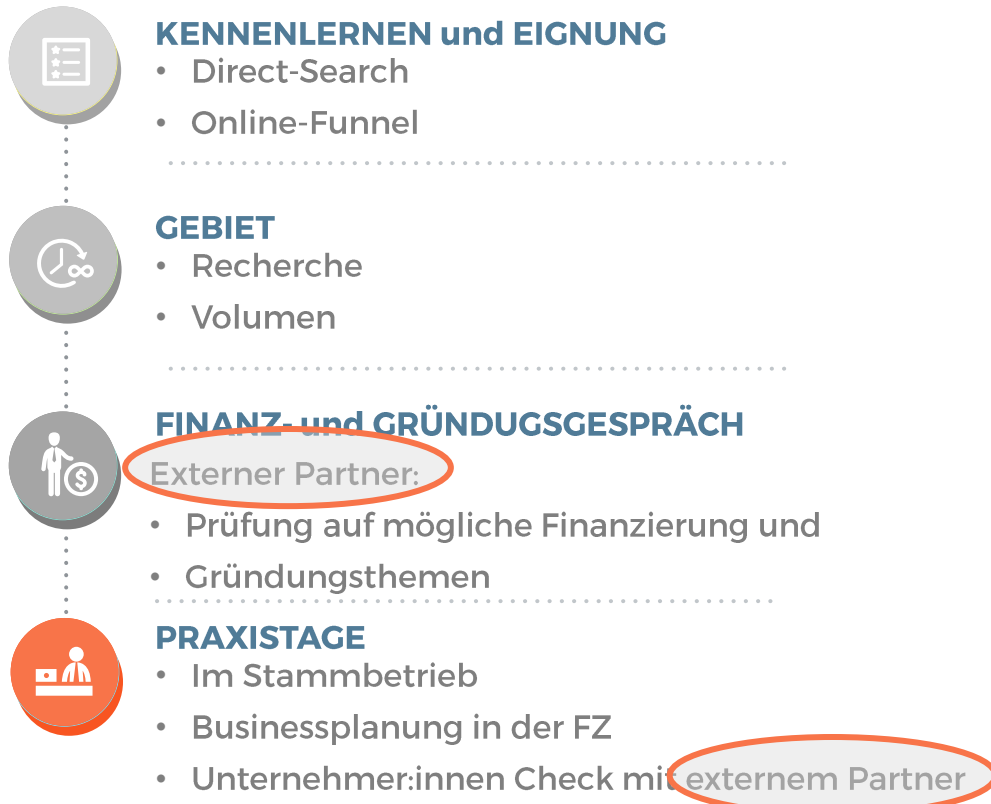 KENNENLERNEN und EIGNUNG
• Direct-Search
• Online-Funnel
GEBIET
• Recherche
• Volumen
FINANZ- und GRÜNDUGSGESPRÄCH
Externer Partner:
• Prüfung auf mögliche Finanzierung und
• Gründungsthemen
PRAXISTAGE
• Im Stammbetrieb
• Businessplanung in der FZ
• Unternehmer:innen Check mit externem Partner